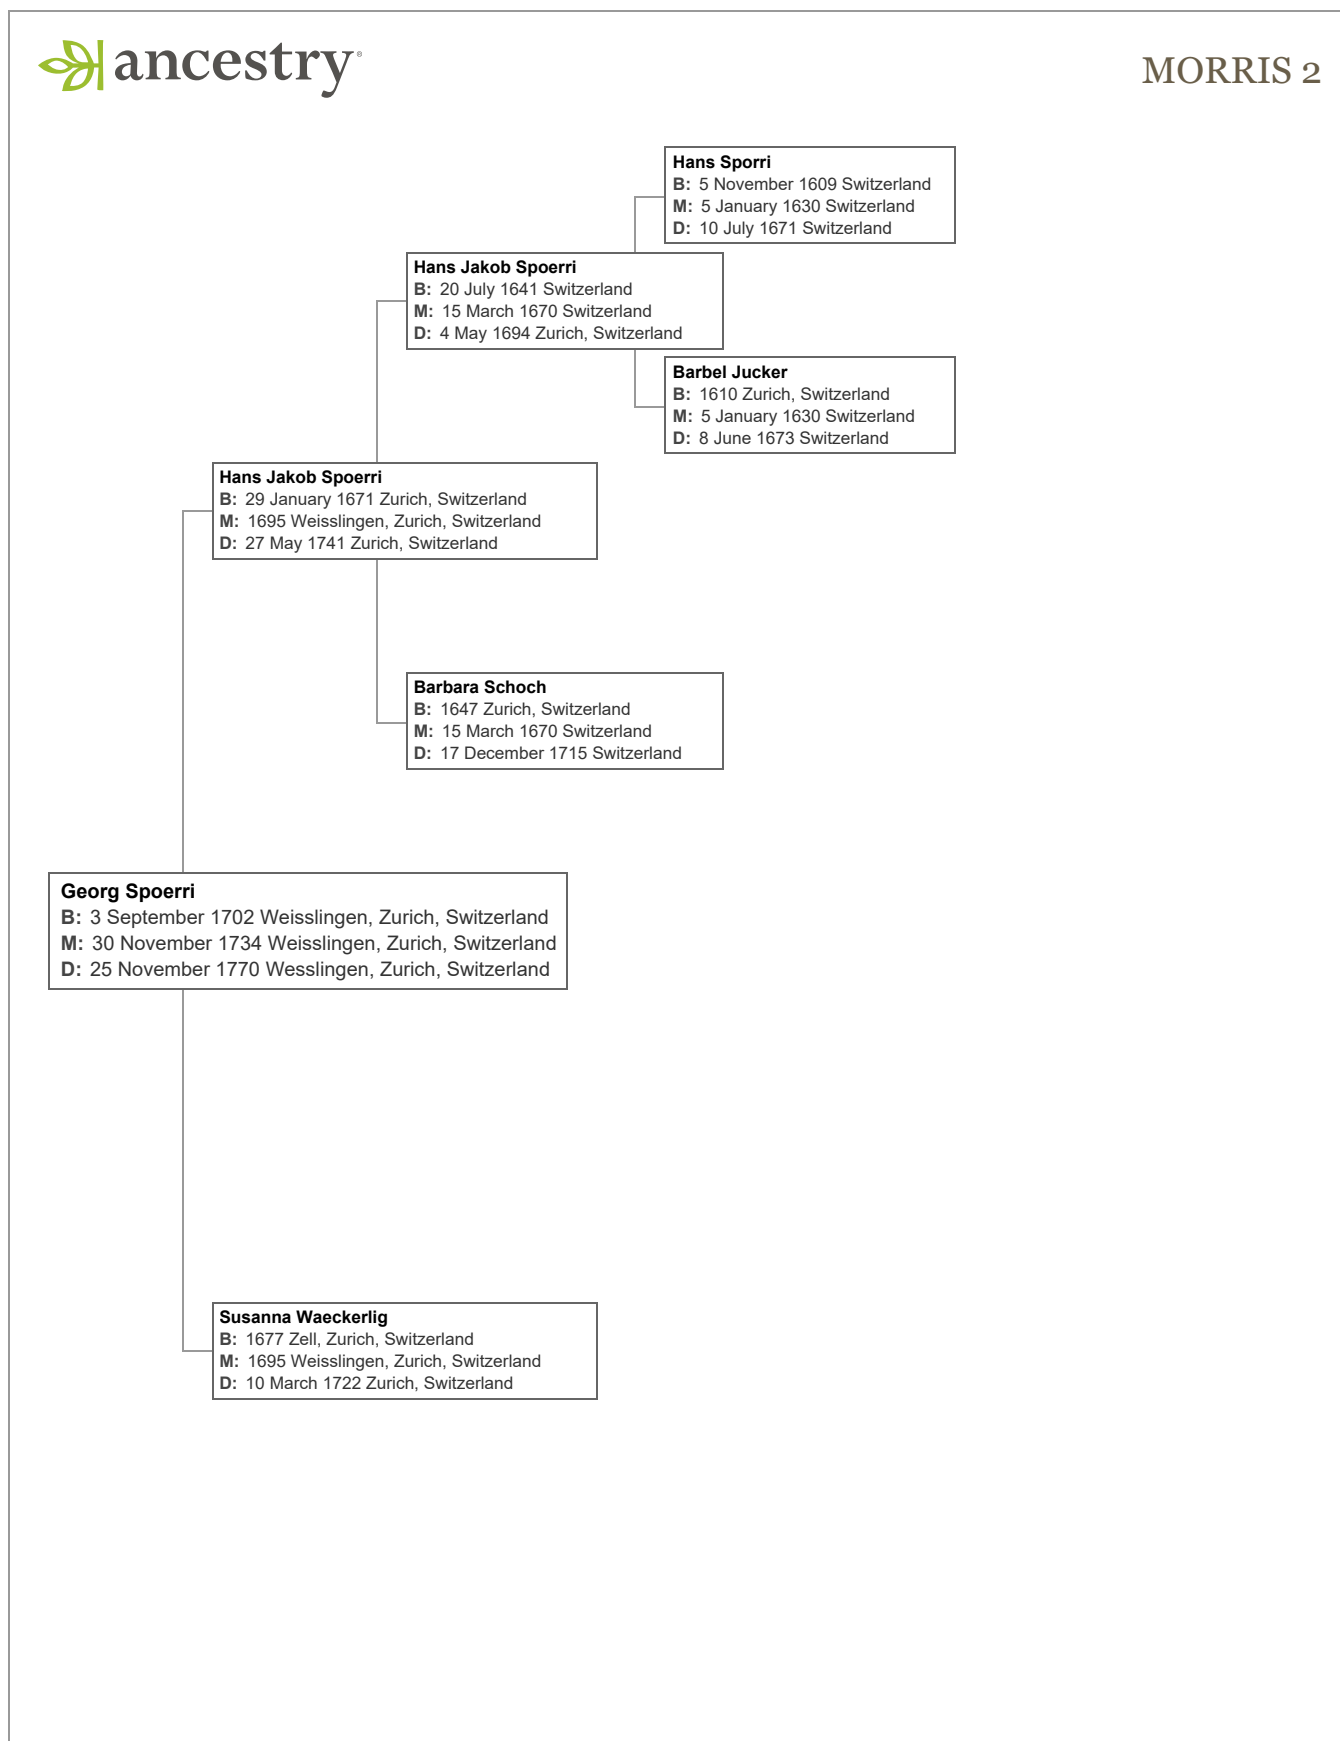 ancestry®
MORRIS 2
Hans Sporri
B: 5 November 1609 Switzerland
M: 5 January 1630 Switzerland
D: 10 July 1671 Switzerland
Hans Jakob Spoerri
B: 20 July 1641 Switzerland
M: 15 March 1670 Switzerland
D: 4 May 1694 Zurich, Switzerland
Barbel Jucker
B: 1610 Zurich, Switzerland
M: 5 January 1630 Switzerland
D: 8 June 1673 Switzerland
Hans Jakob Spoerri
B: 29 January 1671 Zurich, Switzerland
M: 1695 Weisslingen, Zurich, Switzerland
D: 27 May 1741 Zurich, Switzerland
Barbara Schoch
B: 1647 Zurich, Switzerland
M: 15 March 1670 Switzerland
D: 17 December 1715 Switzerland
Georg Spoerri
B: 3 September 1702 Weisslingen, Zurich, Switzerland
M: 30 November 1734 Weisslingen, Zurich, Switzerland
D: 25 November 1770 Wesslingen, Zurich, Switzerland
Susanna Waeckerlig
B: 1677 Zell, Zurich, Switzerland
M: 1695 Weisslingen, Zurich, Switzerland
D: 10 March 1722 Zurich, Switzerland